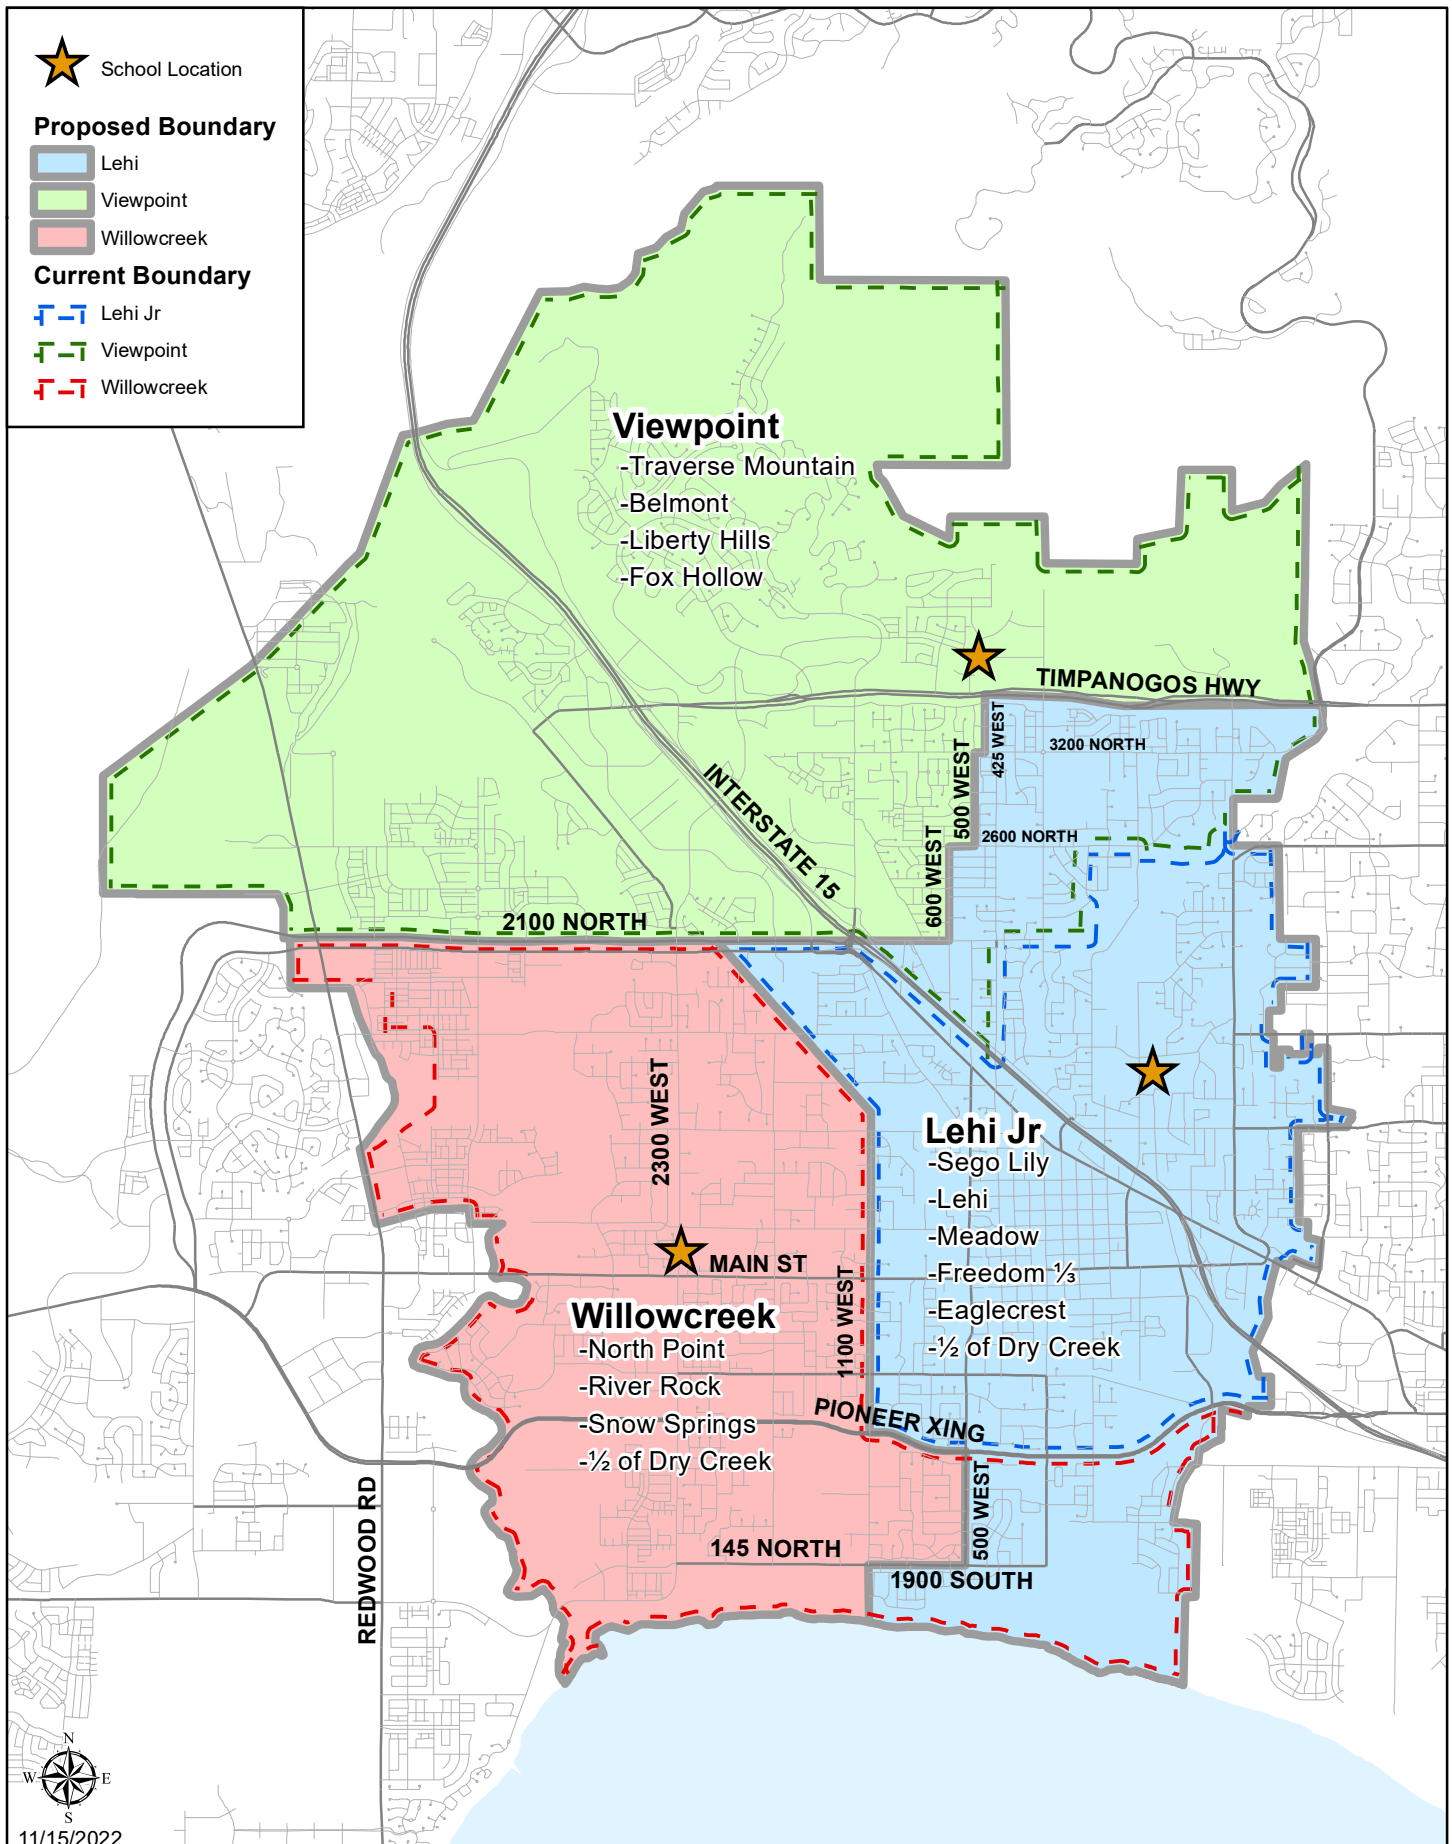 School Location
Proposed Boundary
Lehi
Viewpoint
Willowcreek
Current Boundary
Lehi Jr
Viewpoint
Willowcreek
Viewpoint
-Traverse Mountain
-Belmont
-Liberty Hills
-Fox Hollow
TIMPANOGOS HWY
425 WEST
3200 NORTH
500 WEST
INTERSTATE 15
2600 NORTH
600 WEST
2100 NORTH
2300 WEST
Lehi Jr
-Sego Lily
-Lehi
-Meadow
-Freedom ⅓
-Eaglecrest
-½ of Dry Creek
MAIN ST
1100 WEST
Willowcreek
-North Point
-River Rock
-Snow Springs
-½ of Dry Creek
PIONEER XING
REDWOOD RD
500 WEST
145 NORTH
1900 SOUTH
N
W E
S
11/15/2022